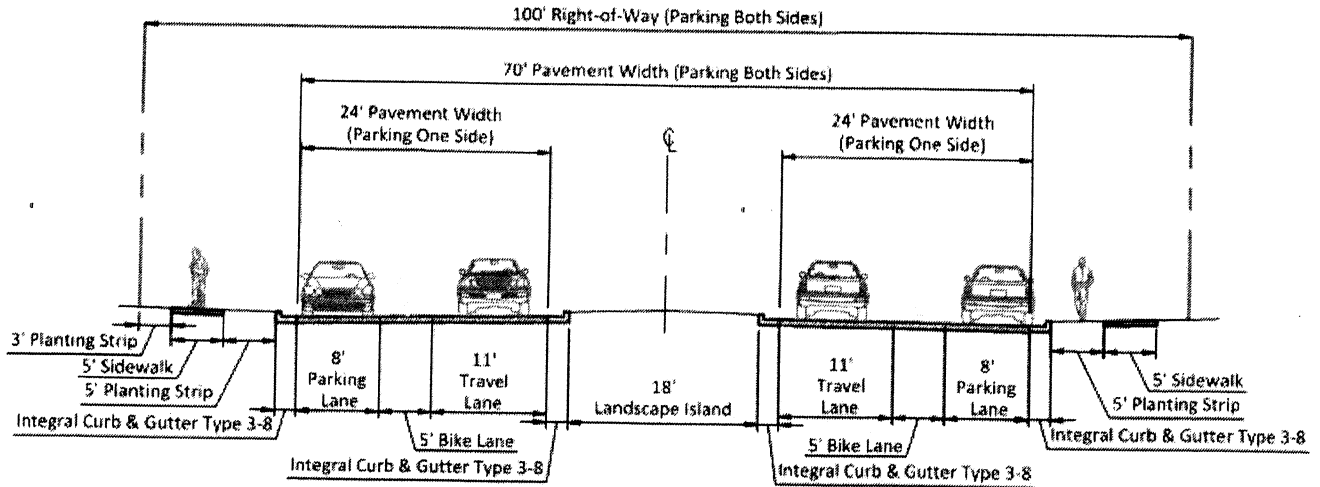 100' Right-of-Way (Parking Both Sides)
70' Pavement Width (Parking Both Sides)
24' Pavement Width
(Parking One Side)
℄
24' Pavement Width
(Parking One Side)
3' Planting Strip
5' Sidewalk
5' Planting Strip
Integral Curb & Gutter Type 3-8
8'
Parking
Lane
5' Bike Lane
11'
Travel
Lane
Integral Curb & Gutter Type 3-8
18'
Landscape Island
Integral Curb & Gutter Type 3-8
11'
Travel
Lane
5' Bike Lane
8'
Parking
Lane
5' Sidewalk
5' Planting Strip
Integral Curb & Gutter Type 3-8